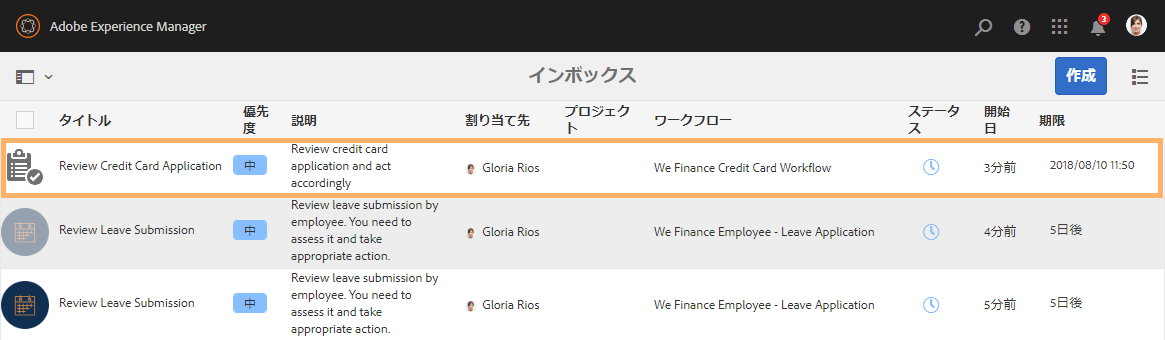 Adobe Experience Manager
3
インボックス
作成
タイトル
優先
度
説明
割り当て先
プロジェク
ト
ワークフロー
ステータ
ス
開始
日
期限
Review Credit Card Application
中
Review credit card
application and act
accordingly
Gloria Rios
We Finance Credit Card Workflow
3分前
2018/08/10 11:50
Review Leave Submission
中
Review leave submission by
employee. You need to
assess it and take
appropriate action.
Gloria Rios
We Finance Employee - Leave Application
4分前
5日後
Review Leave Submission
中
Review leave submission by
employee. You need to
assess it and take
appropriate action.
Gloria Rios
We Finance Employee - Leave Application
5分前
5日後